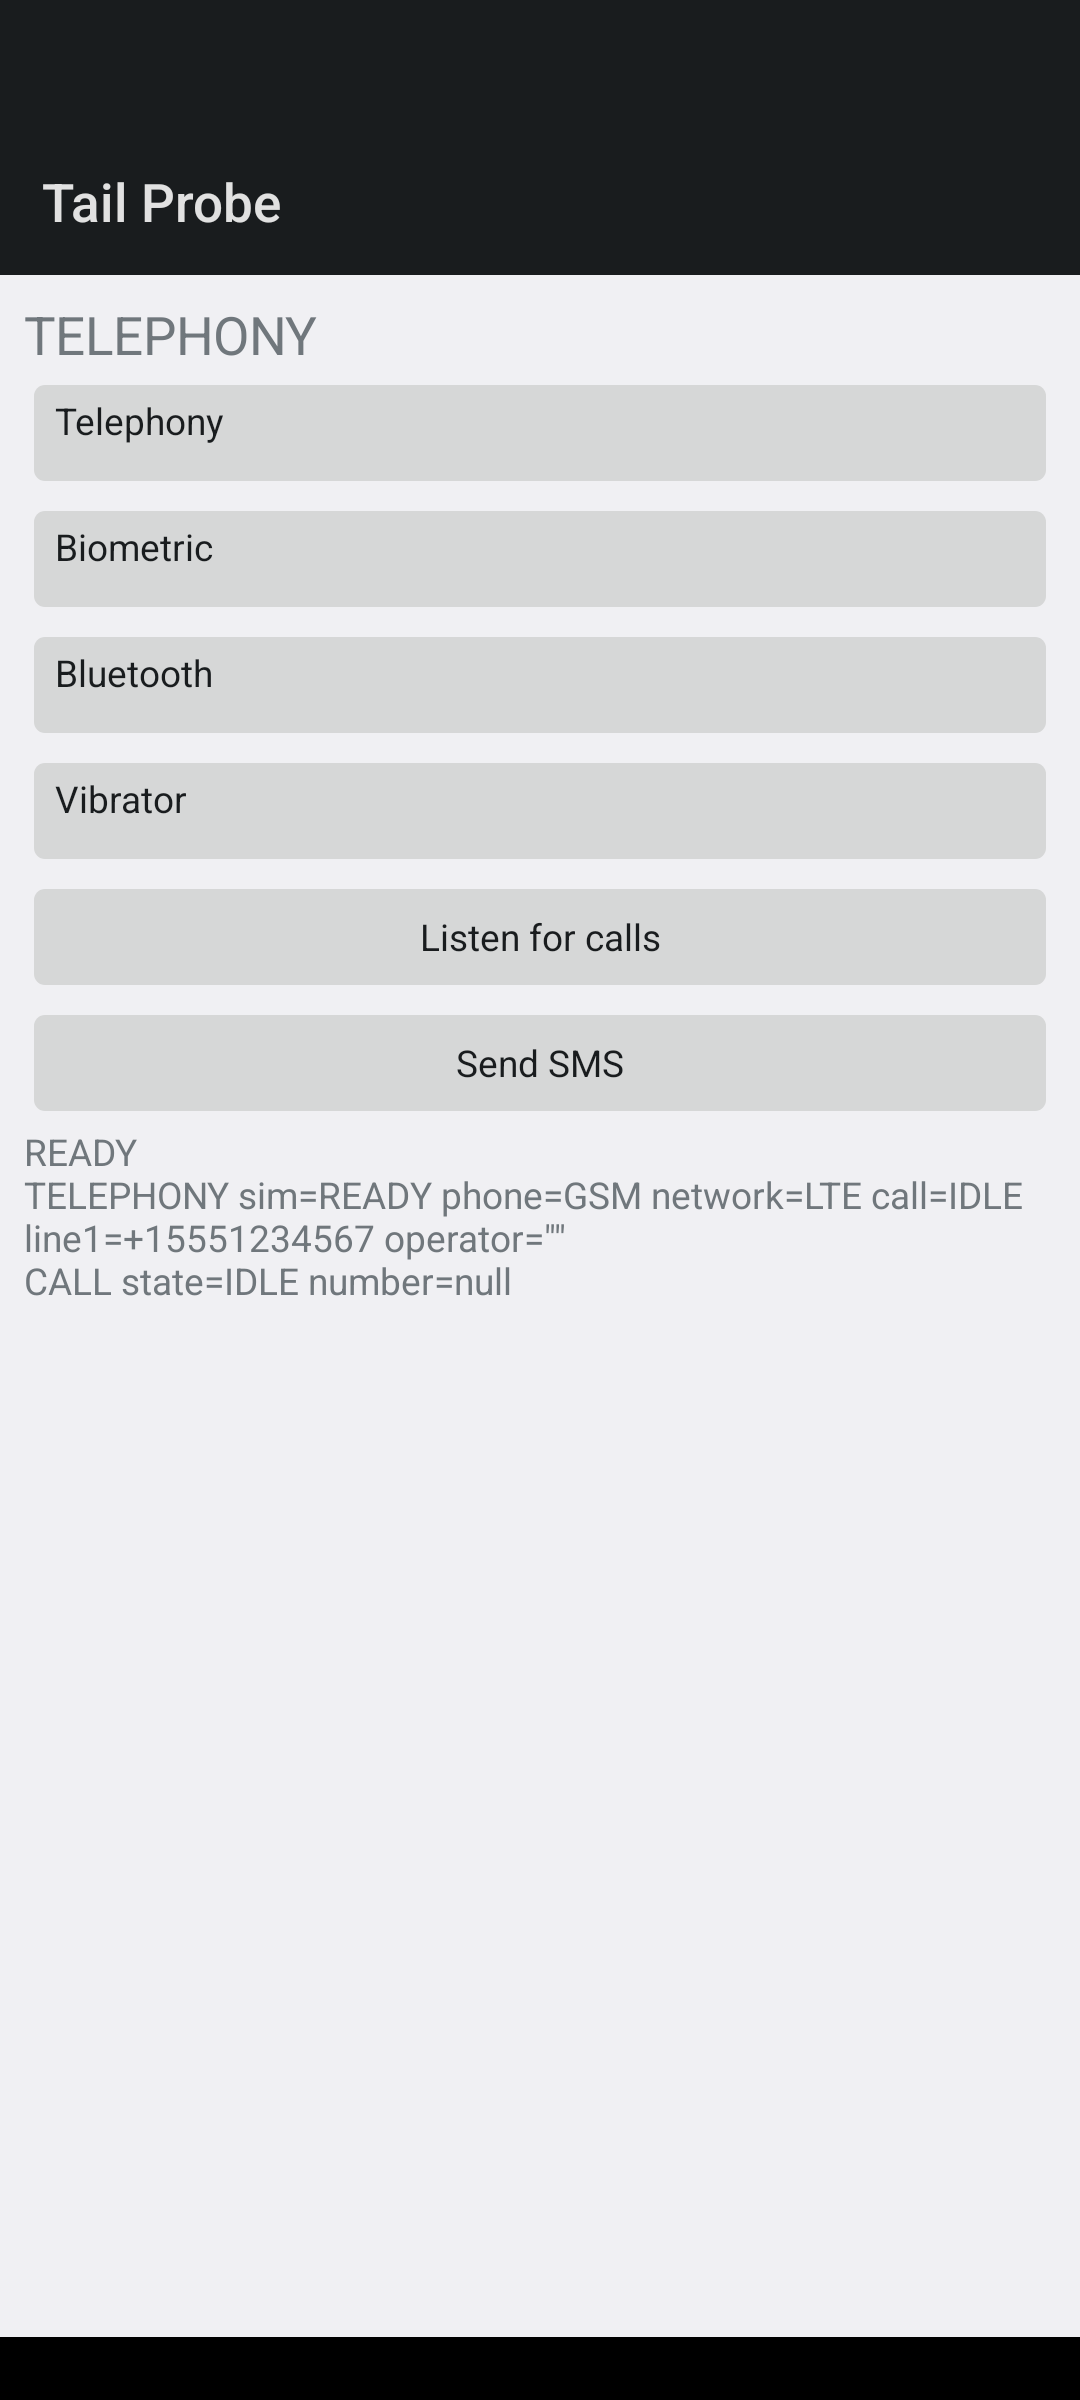 Tail Probe
TELEPHONY
Telephony
Biometric
Bluetooth
Vibrator
Listen for calls
Send SMS
READY
TELEPHONY sim=READY phone=GSM network=LTE call=IDLE
line1=+15551234567 operator=""
CALL state=IDLE number=null